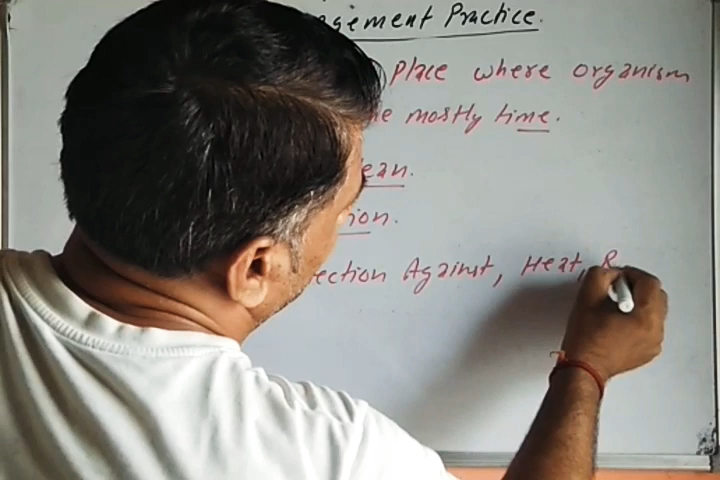 gement Practice.
Place where organism
mostly time.
ean.
ion.
ection Against, Heat, R